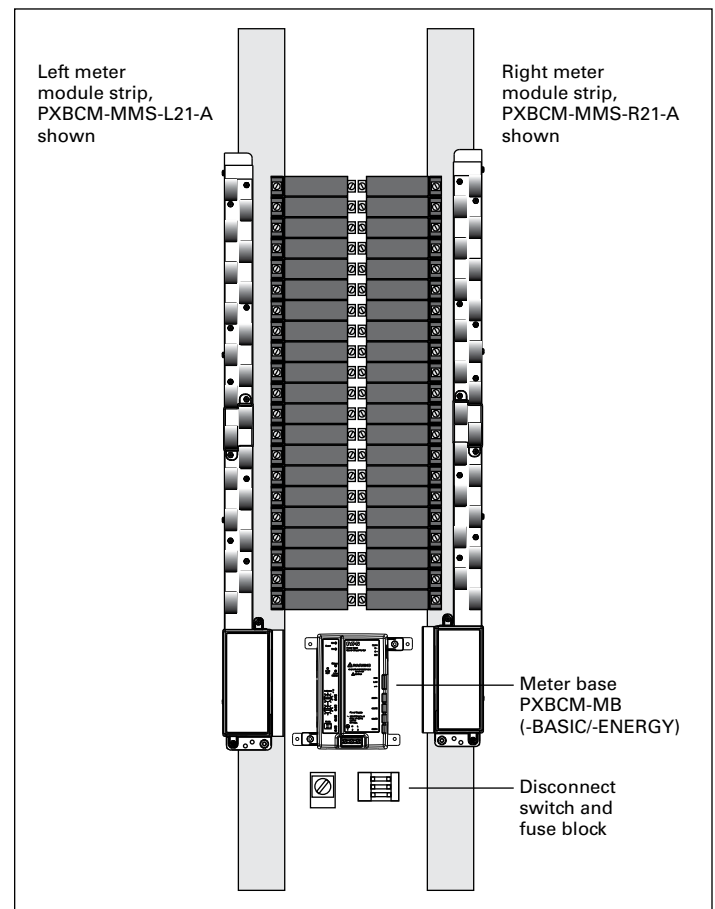 Left meter
module strip,
PXBCM-MMS-L21-A
shown
Right meter
module strip,
PXBCM-MMS-R21-A
shown
Meter base
PXBCM-MB
(-BASIC/-ENERGY)
Disconnect
switch and
fuse block